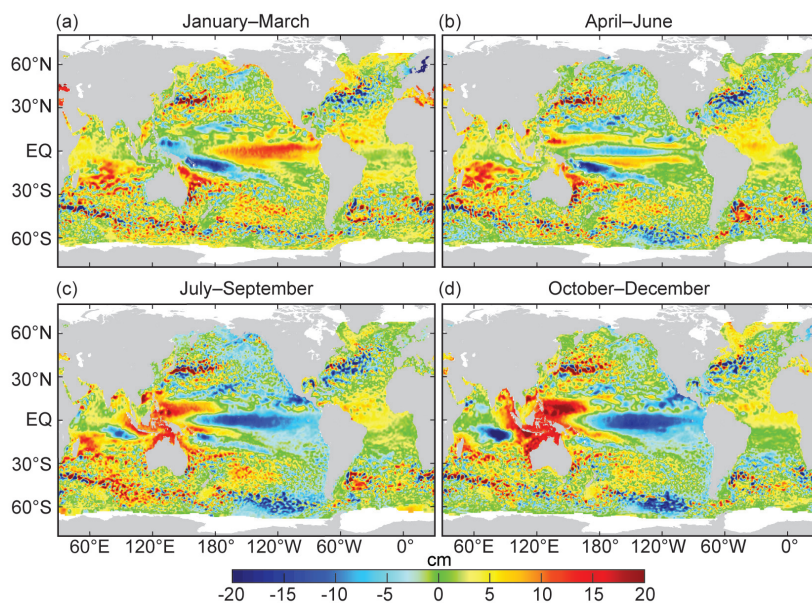 (a) January–March
(b) April–June
60°N
30°N
EQ
30°S
60°S
(c) July–September
(d) October–December
60°N
30°N
EQ
30°S
60°S
60°E 120°E 180° 120°W 60°W 0° 60°E 120°E 180° 120°W 60°W 0°
cm
-20 -15 -10 -5 0 5 10 15 20